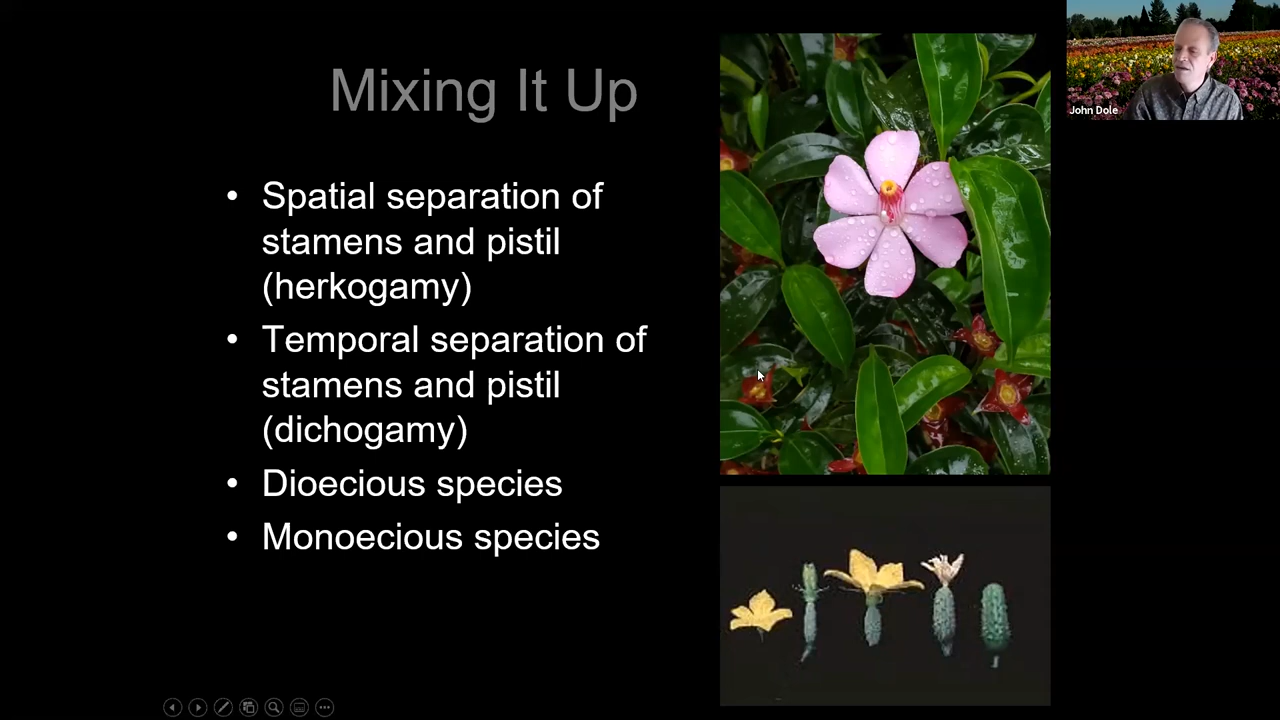 Mixing It Up
• Spatial separation of
stamens and pistil
(herkogamy)
• Temporal separation of
stamens and pistil
(dichogamy)
• Dioecious species
• Monoecious species
John Dole